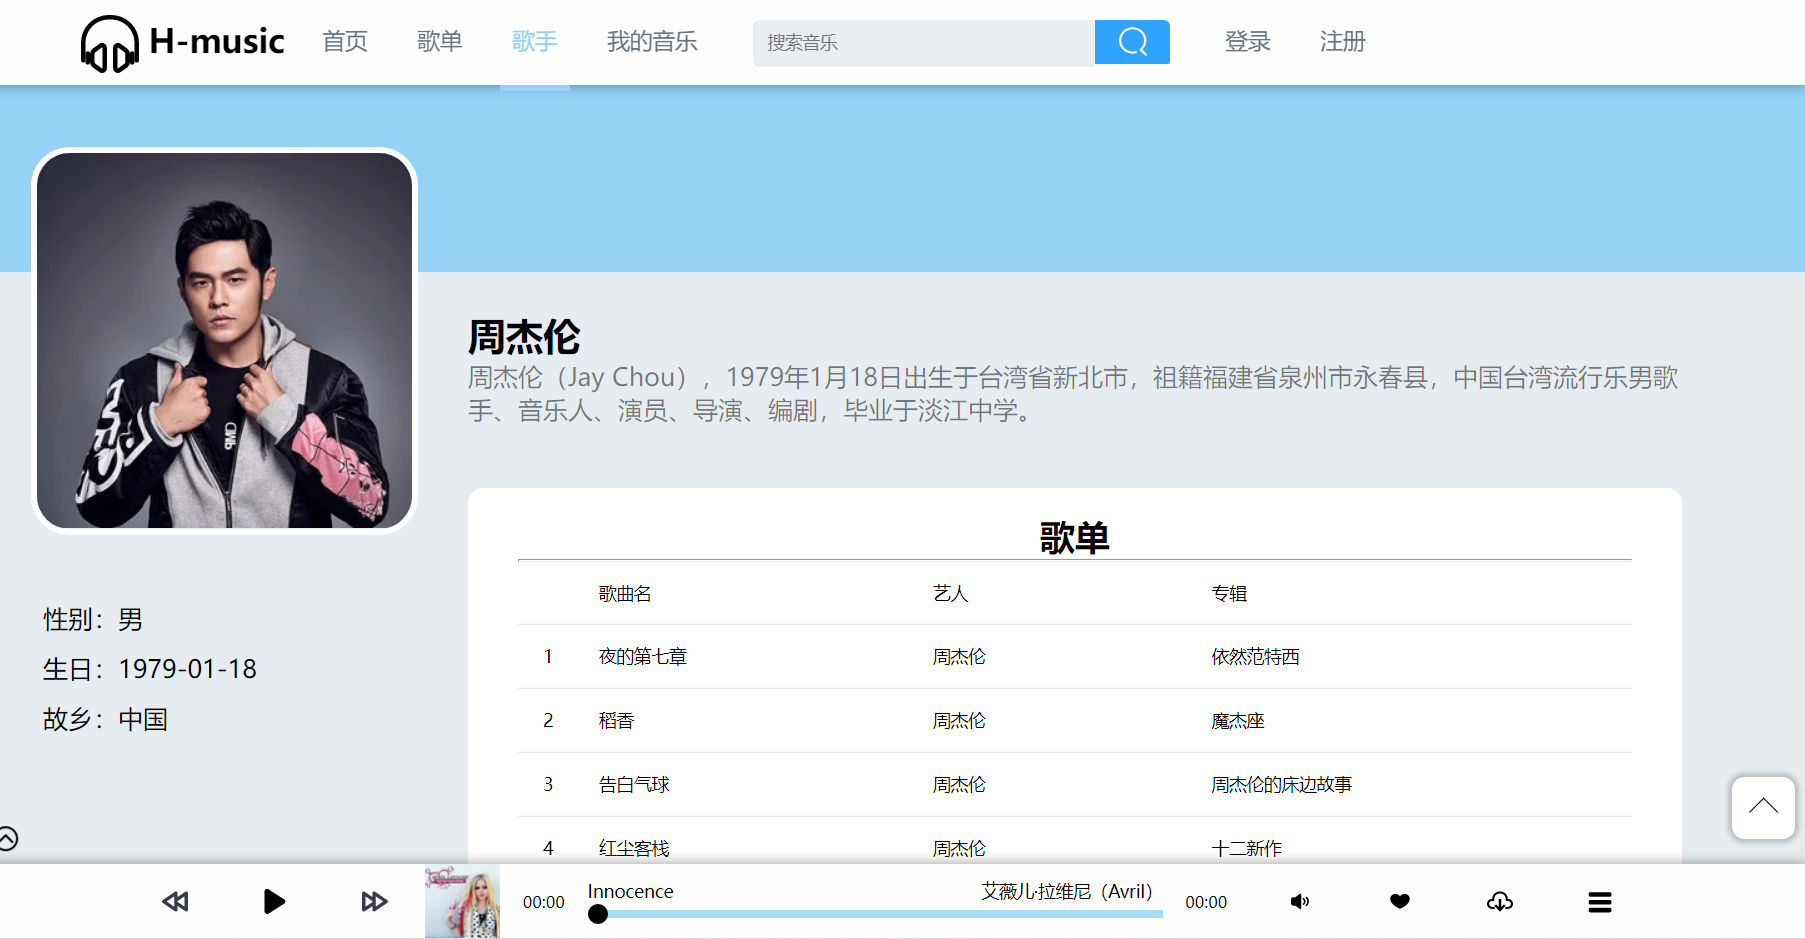 H-music 首页 歌单 歌手 我的音乐 搜索音乐 登录 注册
周杰伦
周杰伦（Jay Chou），1979年1月18日出生于台湾省新北市，祖籍福建省泉州市永春县，中国台湾流行乐男歌
手、音乐人、演员、导演、编剧，毕业于淡江中学。
性别：男
生日：1979-01-18
故乡：中国
歌单
歌曲名 艺人 专辑
1 夜的第七章 周杰伦 依然范特西
2 稻香 周杰伦 魔杰座
3 告白气球 周杰伦 周杰伦的床边故事
4 红尘客栈 周杰伦 十二新作
00:00 Innocence 艾薇儿·拉维尼（Avril） 00:00